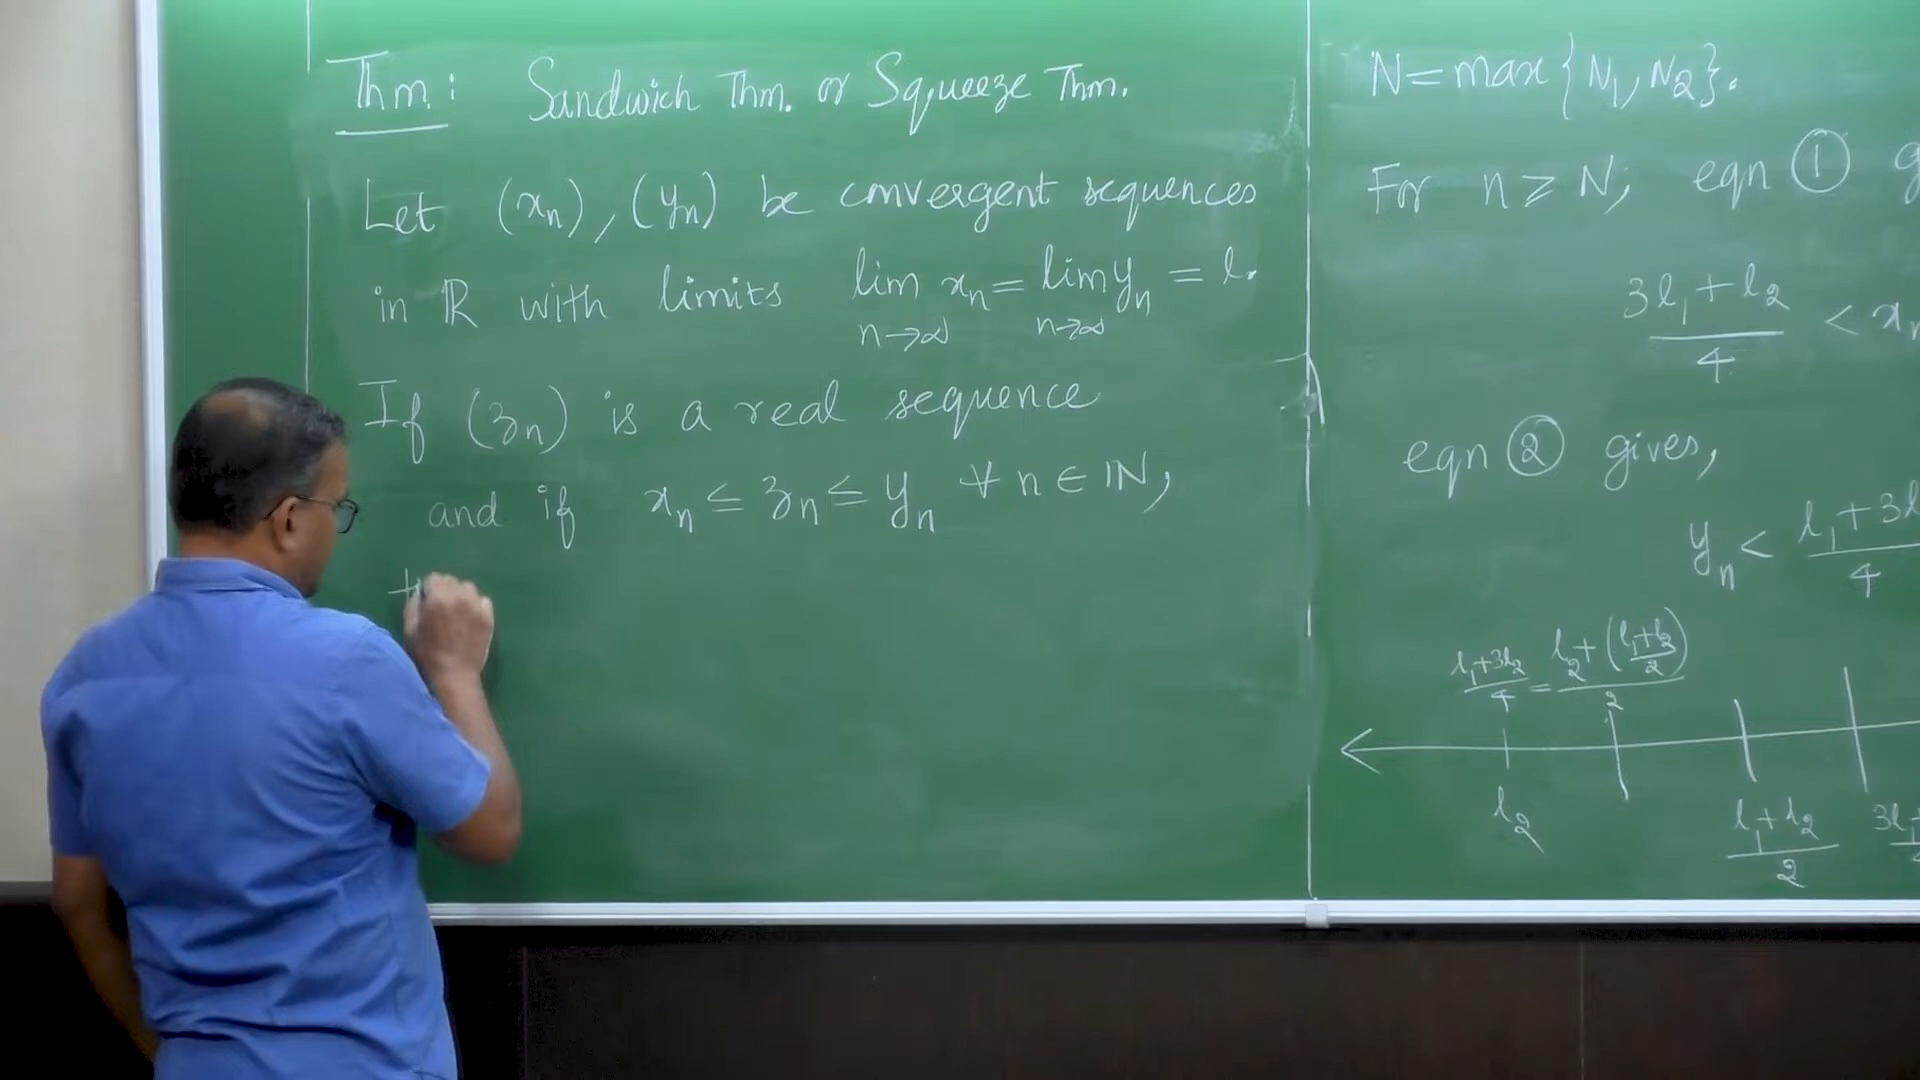 Thm: Sandwich Thm. or Squeeze Thm.
Let (xₙ), (yₙ) be convergent sequences
in ℝ with limits lim xₙ = lim yₙ = l.
n→∞ n→∞
If (zₙ) is a real sequence
and if xₙ ≤ zₙ ≤ yₙ ∀ n ∈ ℕ,
N = max {N₁, N₂}.
For n ≥ N, eqn ①
(3l₁ + l₂)/4 < xₙ
eqn ② gives,
yₙ < (l₁ + 3l)/4
(l₁+3l₂)/4 = (l₂ + ((l₁+l₂)/2))/2
l₂ (l₁+l₂)/2 3l₁